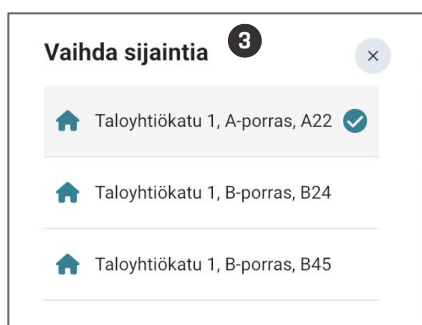 Vaihda sijaintia 3
Taloyhtiökatu 1, A-porras, A22
Taloyhtiökatu 1, B-porras, B24
Taloyhtiökatu 1, B-porras, B45